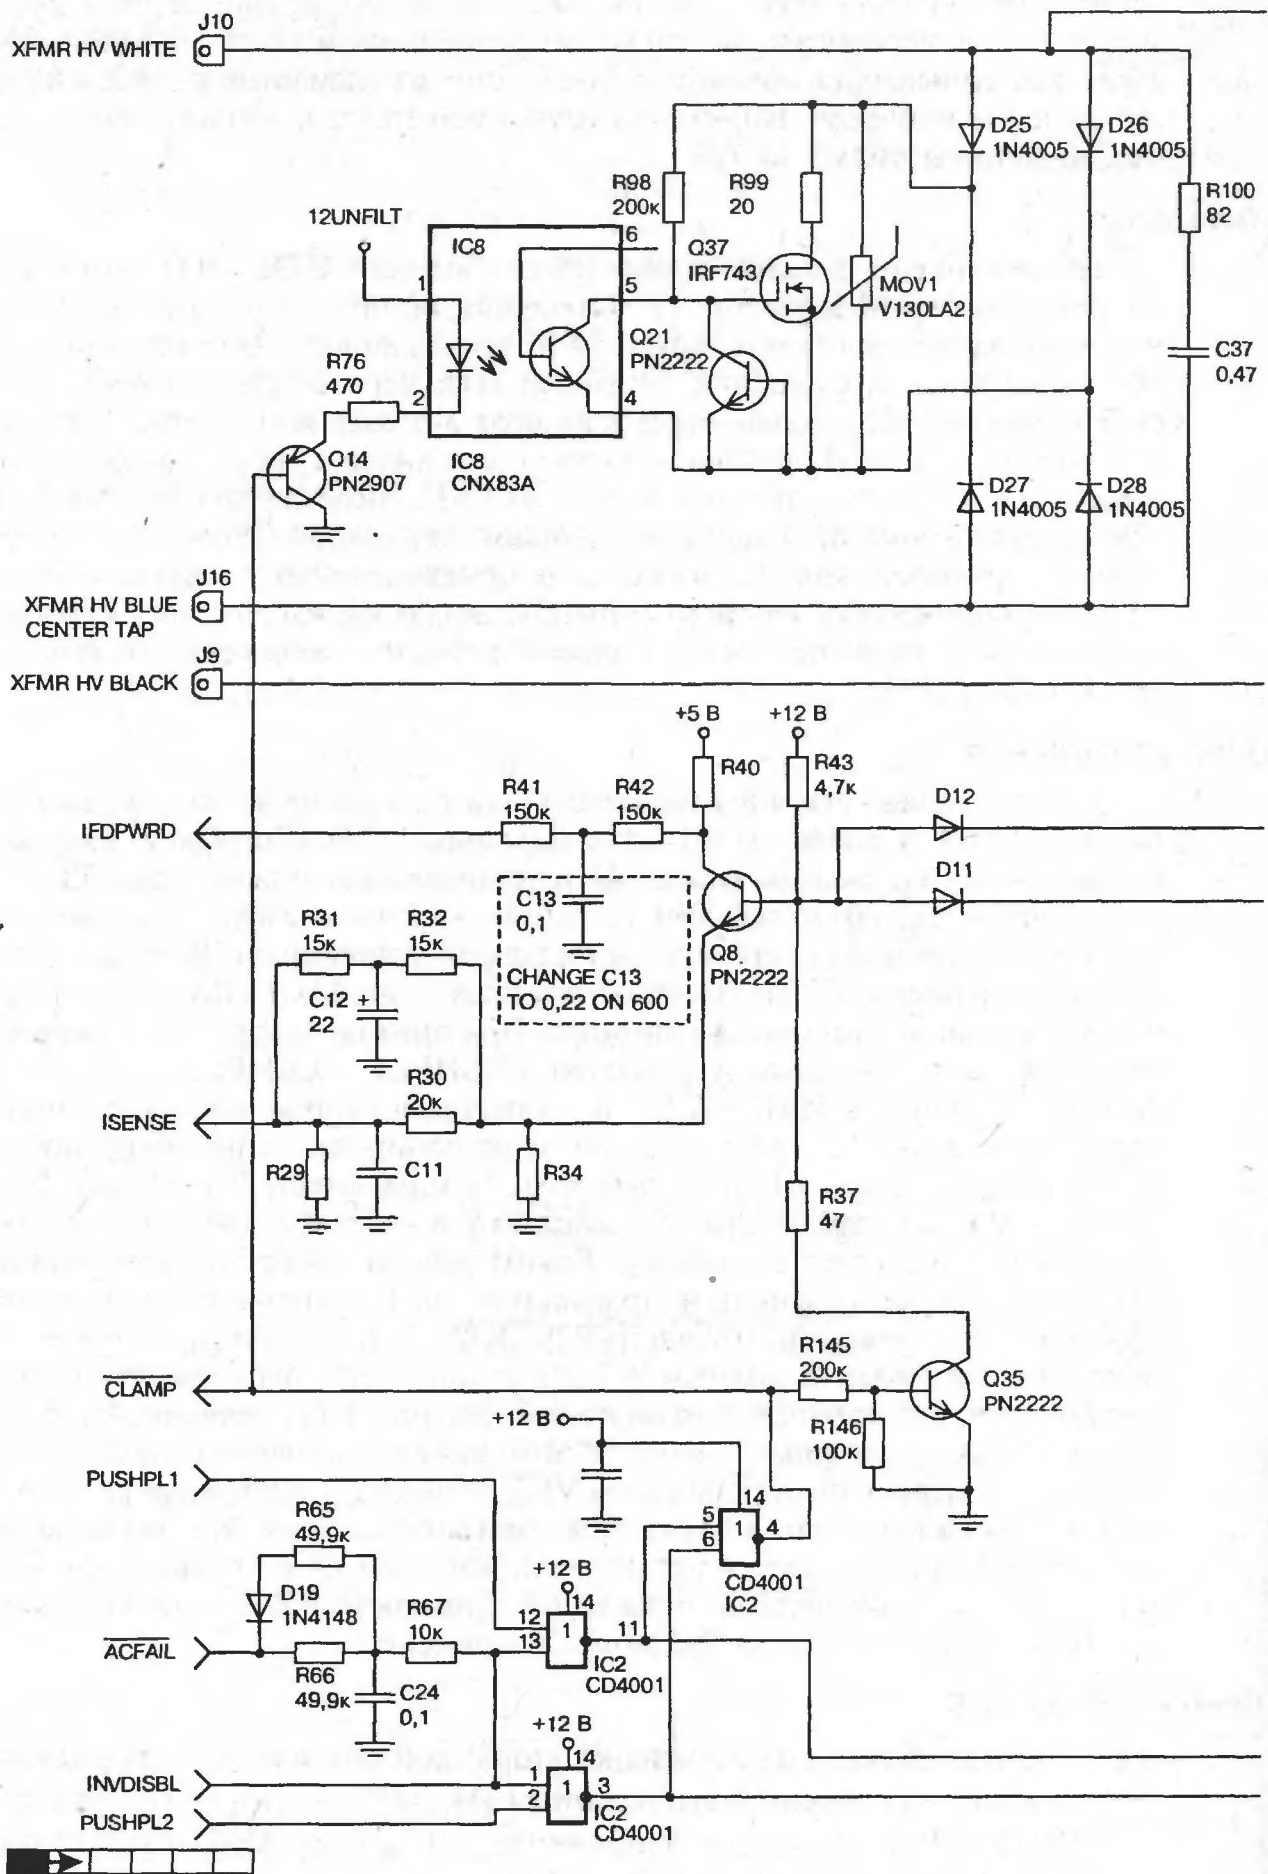 J10
XFMR HV WHITE
D25
1N4005
D26
1N4005
R98
200к
R99
20
R100
82
12UNFILT
IC8
6
Q37
IRF743
1
5
MOV1
V130LA2
Q21
PN2222
R76
470
C37
0,47
2
4
Q14
PN2907
IC8
CNX83A
D27
1N4005
D28
1N4005
J16
XFMR HV BLUE
CENTER TAP
J9
XFMR HV BLACK
+5 В
+12 В
R40
R43
4,7к
R41
150к
R42
150к
D12
IFDPWRD
D11
C13
0,1
R31
15к
R32
15к
Q8
PN2222
CHANGE C13
TO 0,22 ON 600
C12 +
22
R30
20к
ISENSE
R29
C11
R34
R37
47
R145
200к
Q35
PN2222
CLAMP
+12 В
R146
100к
PUSHPL1
14
5
1
4
6
R65
49,9к
+12 В
CD4001
IC2
D19
1N4148
R67
10к
14
12
1
11
13
ACFAIL
IC2
CD4001
R66
49,9к
C24
0,1
+12 В
14
INVDISBL
1
1
3
2
IC2
CD4001
PUSHPL2